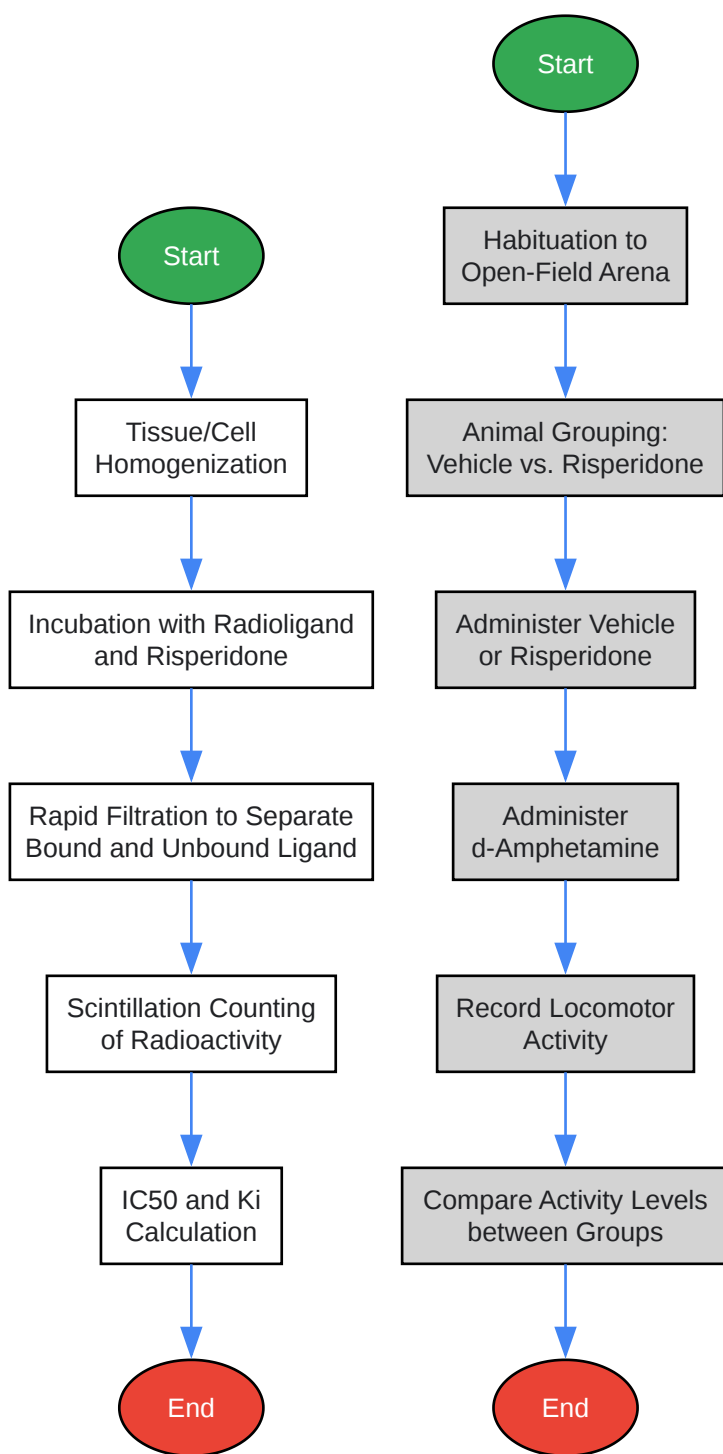 Start
Tissue/Cell
Homogenization
Incubation with Radioligand
and Risperidone
Rapid Filtration to Separate
Bound and Unbound Ligand
Scintillation Counting
of Radioactivity
IC50 and Ki
Calculation
End
Start
Habituation to
Open-Field Arena
Animal Grouping:
Vehicle vs. Risperidone
Administer Vehicle
or Risperidone
Administer
d-Amphetamine
Record Locomotor
Activity
Compare Activity Levels
between Groups
End